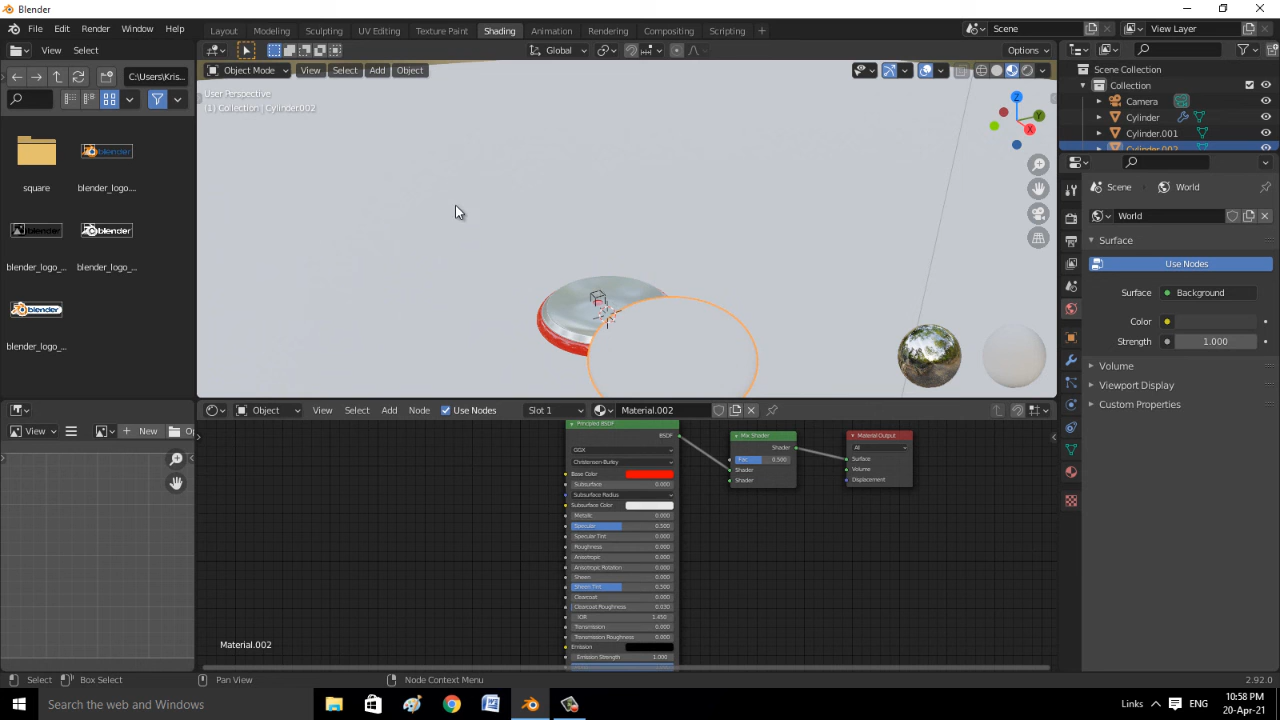 Blender
File Edit Render Window Help
Layout Modeling Sculpting UV Editing Texture Paint Shading Animation Rendering Compositing Scripting
Scene
View Layer
View Select
Global
Options
C:\Users\Kris...
Object Mode View Select Add Object
User Perspective
(1) Collection | Cylinder002
X Y Z
square
blender_logo....
blender_logo_...
blender_logo_...
blender_logo_...
Scene Collection
Collection
Camera
Cylinder
Cylinder.001
Cylinder.002
Scene World
World
Surface
Use Nodes
Surface: Background
Color:
Strength: 1.000
Volume
Viewport Display
Custom Properties
View New Op
Object View Select Add Node Use Nodes Slot 1 Material.002
Principled BSDF
BSDF
GGX
Christensen-Burley
Base Color
Subsurface 0.000
Subsurface Radius
Subsurface Color
Metallic 0.000
Specular 0.500
Specular Tint 0.000
Roughness 0.000
Anisotropic 0.000
Anisotropic Rotation 0.000
Sheen 0.000
Sheen Tint 0.500
Clearcoat 0.000
Clearcoat Roughness 0.030
IOR 1.450
Transmission 0.000
Transmission Roughness 0.000
Emission
Emission Strength 1.000
Mix Shader
Shader
Fac 0.500
Shader
Shader
Material Output
All
Surface
Volume
Displacement
Material.002
Select Box Select Pan View Node Context Menu 2.92.0
Search the web and Windows
Links ENG
10:58 PM
20-Apr-21